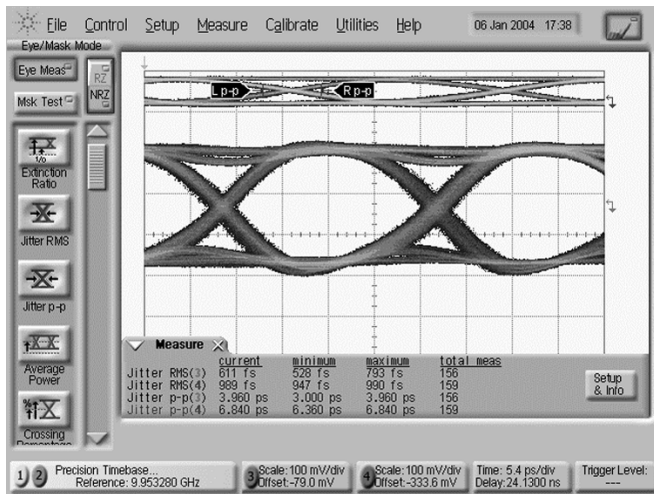 File Control Setup Measure Calibrate Utilities Help 06 Jan 2004 17:38
Eye/Mask Mode
Eye Meas
RZ
NRZ
Msk Test
L p-p
R p-p
1/0
Extinction
Ratio
Jitter RMS
Jitter p-p
Average
Power
%
Crossing
Percentage
Measure
current minimum maximum total meas
Jitter RMS(3) 611 fs 528 fs 793 fs 156
Jitter RMS(4) 989 fs 947 fs 990 fs 159
Jitter p-p(3) 3.960 ps 3.000 ps 3.960 ps 156
Jitter p-p(4) 6.840 ps 6.360 ps 6.840 ps 159
Setup
& Info
1 2 Precision Timebase...
Reference: 9.953280 GHz
3 Scale: 100 mV/div
Offset:-79.0 mV
4 Scale: 100 mV/div
Offset:-333.6 mV
Time: 5.4 ps/div
Delay:24.1300 ns
Trigger Level:
---